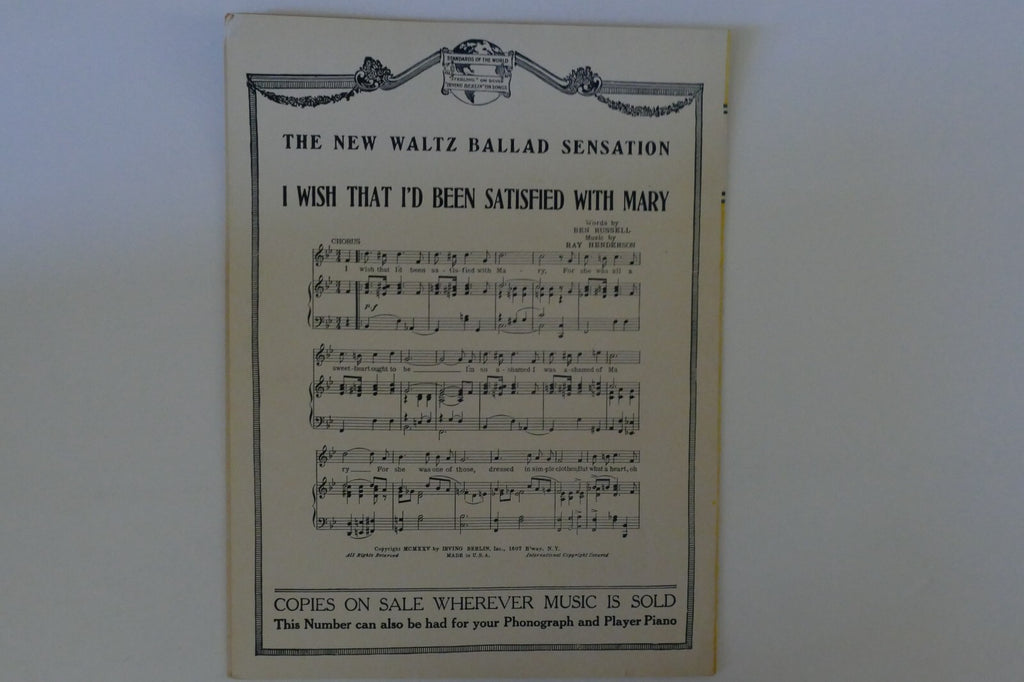 STANDARDS OF THE WORLD
"STERLING" ON SILVER
IRVING BERLIN ON SONGS
THE NEW WALTZ BALLAD SENSATION
I WISH THAT I'D BEEN SATISFIED WITH MARY
Words by
BEN RUSSELL
Music by
RAY HENDERSON
CHORUS
I wish that I'd been sa - tis-fied with Ma - ry, For she was all a
p-f
sweet-heart ought to be I'm so a-shamed I was a-shamed of Ma
ry For she was one of those, dressed in sim-ple clothes, But what a heart, oh
Copyright MCMXXV by IRVING BERLIN, Inc., 1607 B'way, N.Y.
All Rights Reserved MADE in U.S.A. International Copyright Secured
COPIES ON SALE WHEREVER MUSIC IS SOLD
This Number can also be had for your Phonograph and Player Piano